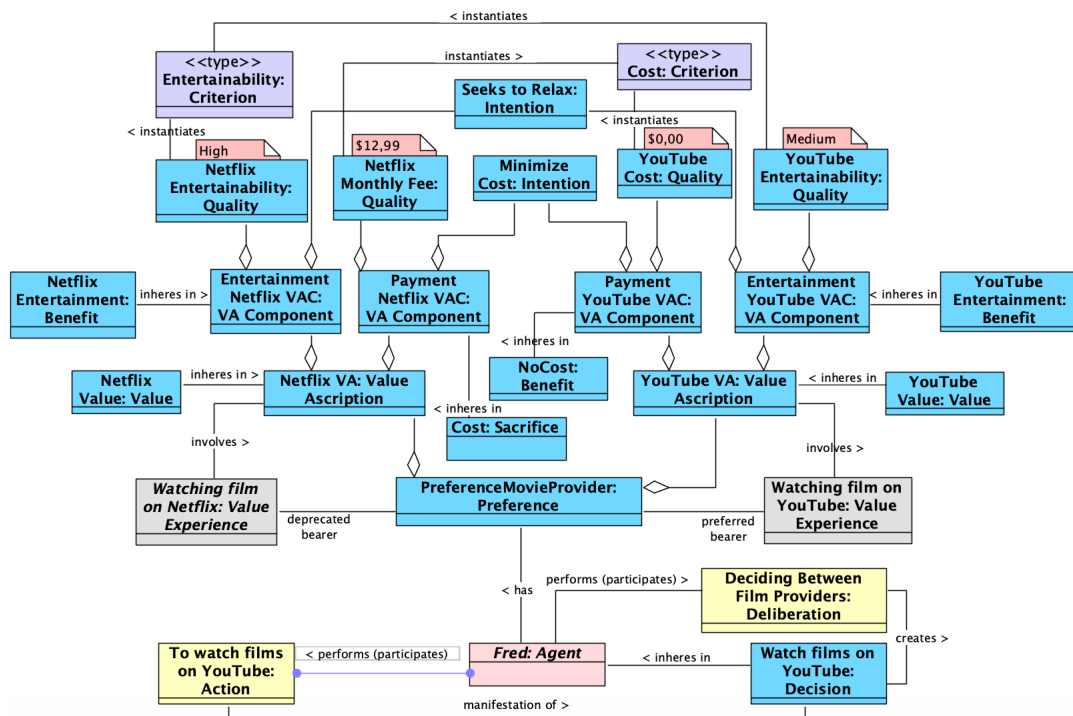 < instantiates
<<type>>
Entertainability:
Criterion
instantiates >
<<type>>
Cost: Criterion
Seeks to Relax:
Intention
< instantiates
< instantiates
High
Netflix
Entertainability:
Quality
$12,99
Netflix
Monthly Fee:
Quality
Minimize
Cost: Intention
$0,00
YouTube
Cost: Quality
Medium
YouTube
Entertainability:
Quality
Netflix
Entertainment:
Benefit
inheres in >
Entertainment
Netflix VAC:
VA Component
Payment
Netflix VAC:
VA Component
Payment
YouTube VAC:
VA Component
Entertainment
YouTube VAC:
VA Component
< inheres in
YouTube
Entertainment:
Benefit
< inheres in
NoCost:
Benefit
Netflix
Value: Value
inheres in >
Netflix VA: Value
Ascription
YouTube VA: Value
Ascription
< inheres in
YouTube
Value: Value
< inheres in
Cost: Sacrifice
involves >
involves >
Watching film
on Netflix: Value
Experience
deprecated
bearer
PreferenceMovieProvider:
Preference
preferred
bearer
Watching film on
YouTube: Value
Experience
< has
performs (participates) >
Deciding Between
Film Providers:
Deliberation
creates >
To watch films
on YouTube:
Action
< performs (participates)
Fred: Agent
< inheres in
Watch films on
YouTube:
Decision
manifestation of >